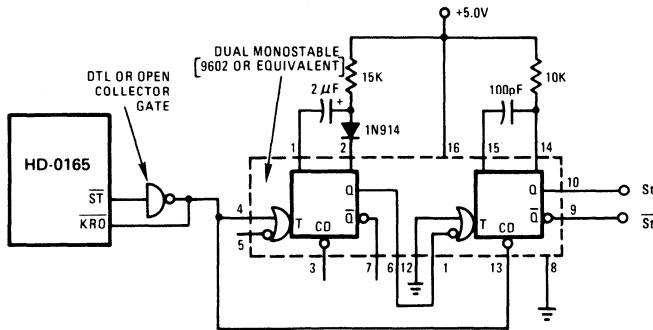 +5.0V
DUAL MONOSTABLE
[9602 OR EQUIVALENT]
DTL OR OPEN
COLLECTOR
GATE
15K
10K
2 μF
+
100pF
1N914
1
2
16
15
14
HD-0165
S̅T̅
K̅R̅O̅
4
5
T
CD
Q
Q̅
T
CD
Q
Q̅
10
St
9
S̅t̅
3
7
6
12
1
13
8